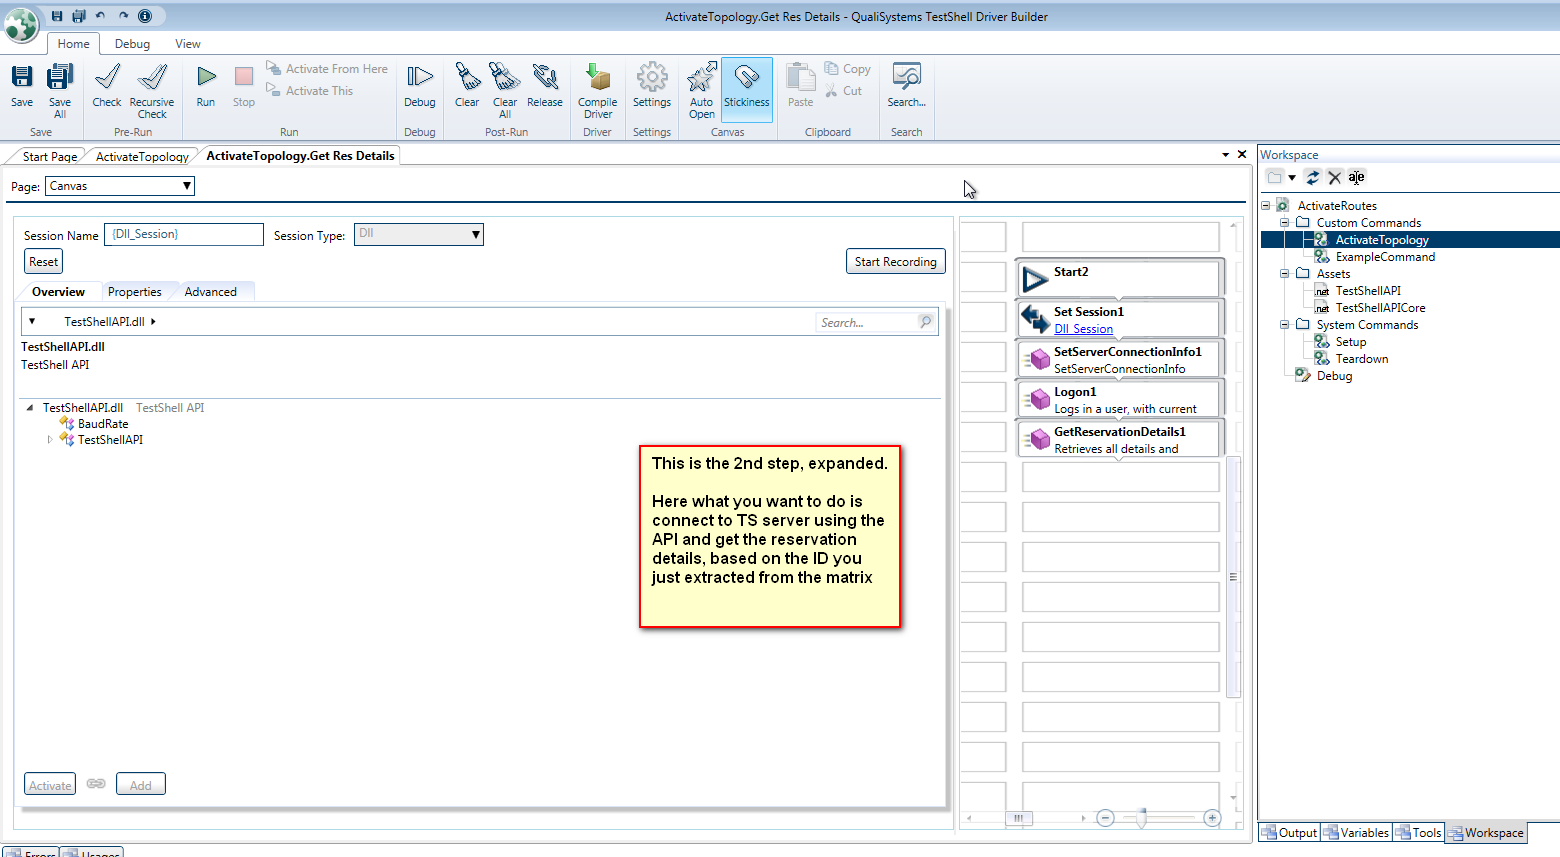 ActivateTopology.Get Res Details - QualiSystems TestShell Driver Builder
Home Debug View
Save Save All Check Recursive Check Run Stop Activate From Here Activate This Debug Clear Clear All Release Compile Driver Settings Auto Open Stickiness Paste Copy Cut Search...
Save Pre-Run Run Debug Post-Run Driver Settings Canvas Clipboard Search
Start Page ActivateTopology ActivateTopology.Get Res Details
Page: Canvas
Session Name {Dll_Session} Session Type: Dll
Reset Start Recording
Overview Properties Advanced
TestShellAPI.dll Search...
TestShellAPI.dll
TestShell API
TestShellAPI.dll TestShell API
BaudRate
TestShellAPI
This is the 2nd step, expanded.
Here what you want to do is
connect to TS server using the
API and get the reservation
details, based on the ID you
just extracted from the matrix
Activate Add
Start2
Set Session1
Dll_Session
SetServerConnectionInfo1
SetServerConnectionInfo
Logon1
Logs in a user, with current
GetReservationDetails1
Retrieves all details and
Workspace
a|e
ActivateRoutes
Custom Commands
ActivateTopology
ExampleCommand
Assets
.net TestShellAPI
.net TestShellAPICore
System Commands
Setup
Teardown
Debug
Output Variables Tools Workspace
Errors Usages